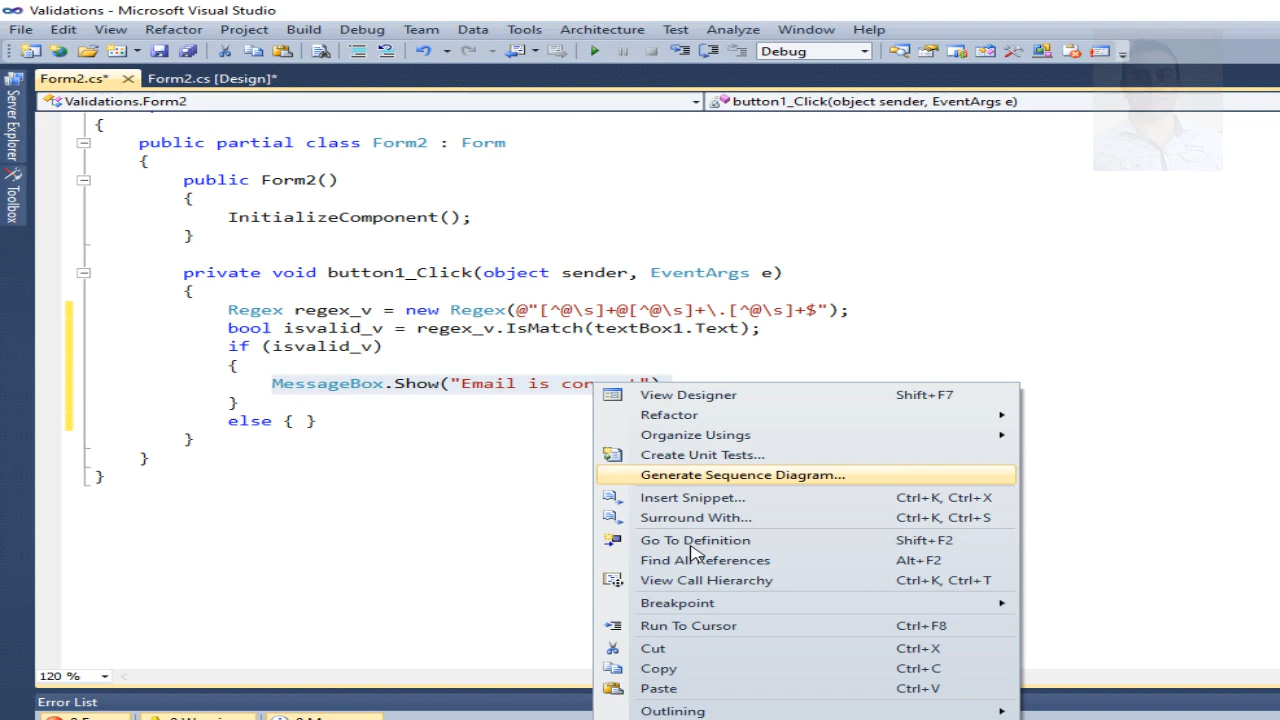 Validations - Microsoft Visual Studio
File Edit View Refactor Project Build Debug Team Data Tools Architecture Test Analyze Window Help
Debug
Form2.cs* Form2.cs [Design]*
Validations.Form2 button1_Click(object sender, EventArgs e)
Server Explorer
Toolbox
{
public partial class Form2 : Form
{
public Form2()
{
InitializeComponent();
}
private void button1_Click(object sender, EventArgs e)
{
Regex regex_v = new Regex(@"[^@\s]+@[^@\s]+\.[^@\s]+$");
bool isvalid_v = regex_v.IsMatch(textBox1.Text);
if (isvalid_v)
{
MessageBox.Show("Email is
}
else { }
}
}
}
View Designer Shift+F7
Refactor
Organize Usings
Create Unit Tests...
Generate Sequence Diagram...
Insert Snippet... Ctrl+K, Ctrl+X
Surround With... Ctrl+K, Ctrl+S
Go To Definition Shift+F2
Find All References Alt+F2
View Call Hierarchy Ctrl+K, Ctrl+T
Breakpoint
Run To Cursor Ctrl+F8
Cut Ctrl+X
Copy Ctrl+C
Paste Ctrl+V
Outlining
120 %
Error List